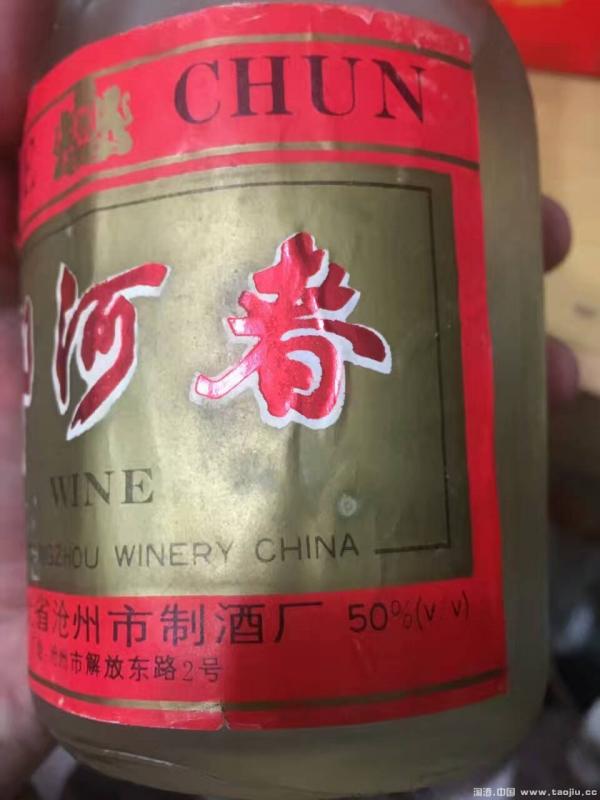 CHUN
河春
WINE
ZHOU WINERY CHINA
省沧州市制酒厂 50%(v/v)
沧州市解放东路2号
淘酒.中国 www.taojiu.cc